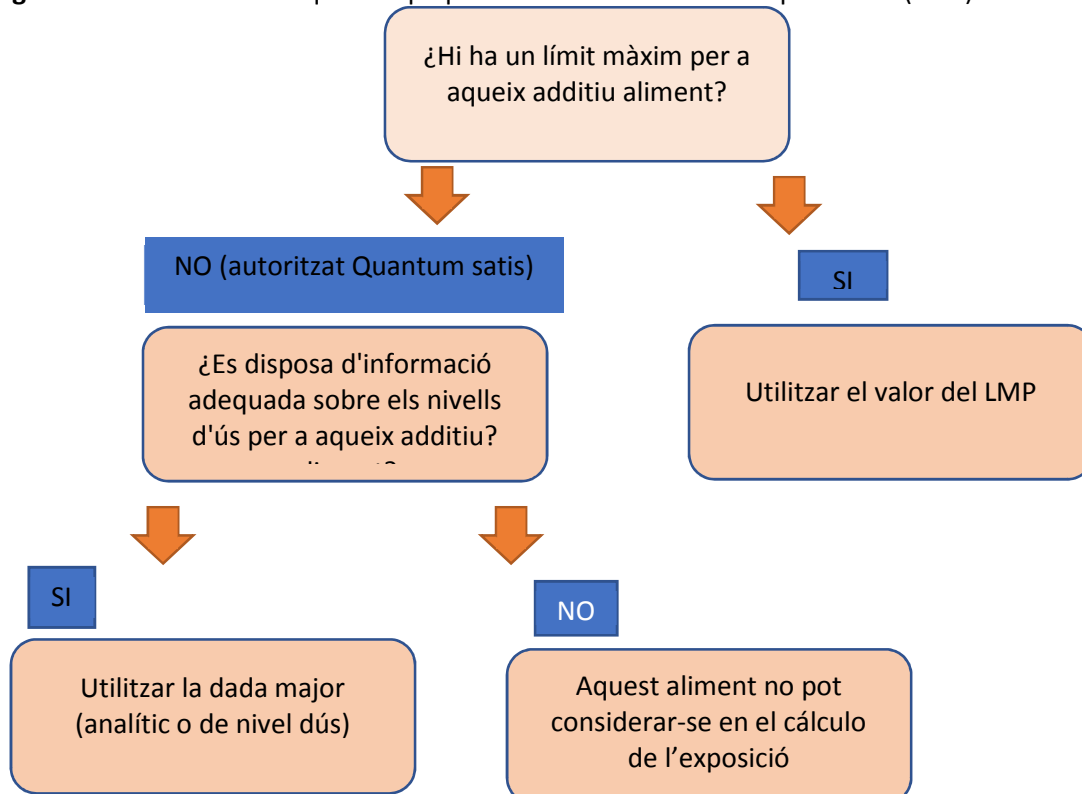 ¿Hi ha un límit màxim per a
aqueix additiu aliment?
NO (autoritzat Quantum satis)
SI
¿Es disposa d'informació
adequada sobre els nivells
d'ús per a aqueix additiu?
Utilitzar el valor del LMP
SI
NO
Utilitzar la dada major
(analític o de nivel dús)
Aquest aliment no pot
considerar-se en el cálculo
de l’exposició